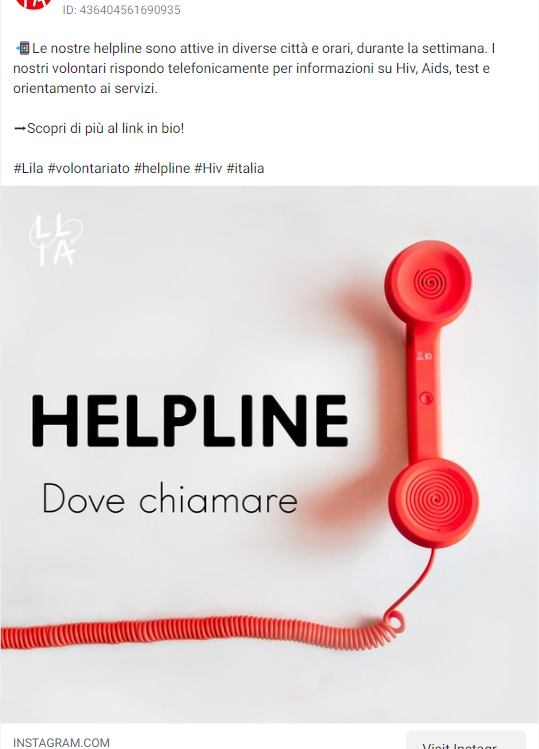 ID: 436404561690935
📲Le nostre helpline sono attive in diverse città e orari, durante la settimana. I
nostri volontari rispondo telefonicamente per informazioni su Hiv, Aids, test e
orientamento ai servizi.
➞Scopri di più al link in bio!
#Lila #volontariato #helpline #Hiv #italia
LILA
HELPLINE
Dove chiamare
INSTAGRAM.COM